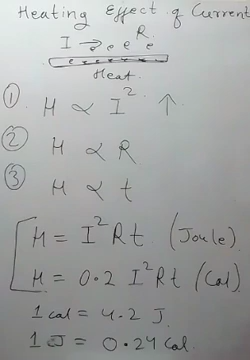 Heating Effect of Current
I → e e e R
Heat.
① H ∝ I² ↑
② H ∝ R
③ H ∝ t
H = I²Rt (Joule)
H = 0.2 I²Rt (Cal)
1 cal = 4.2 J.
1 J = 0.24 Cal.